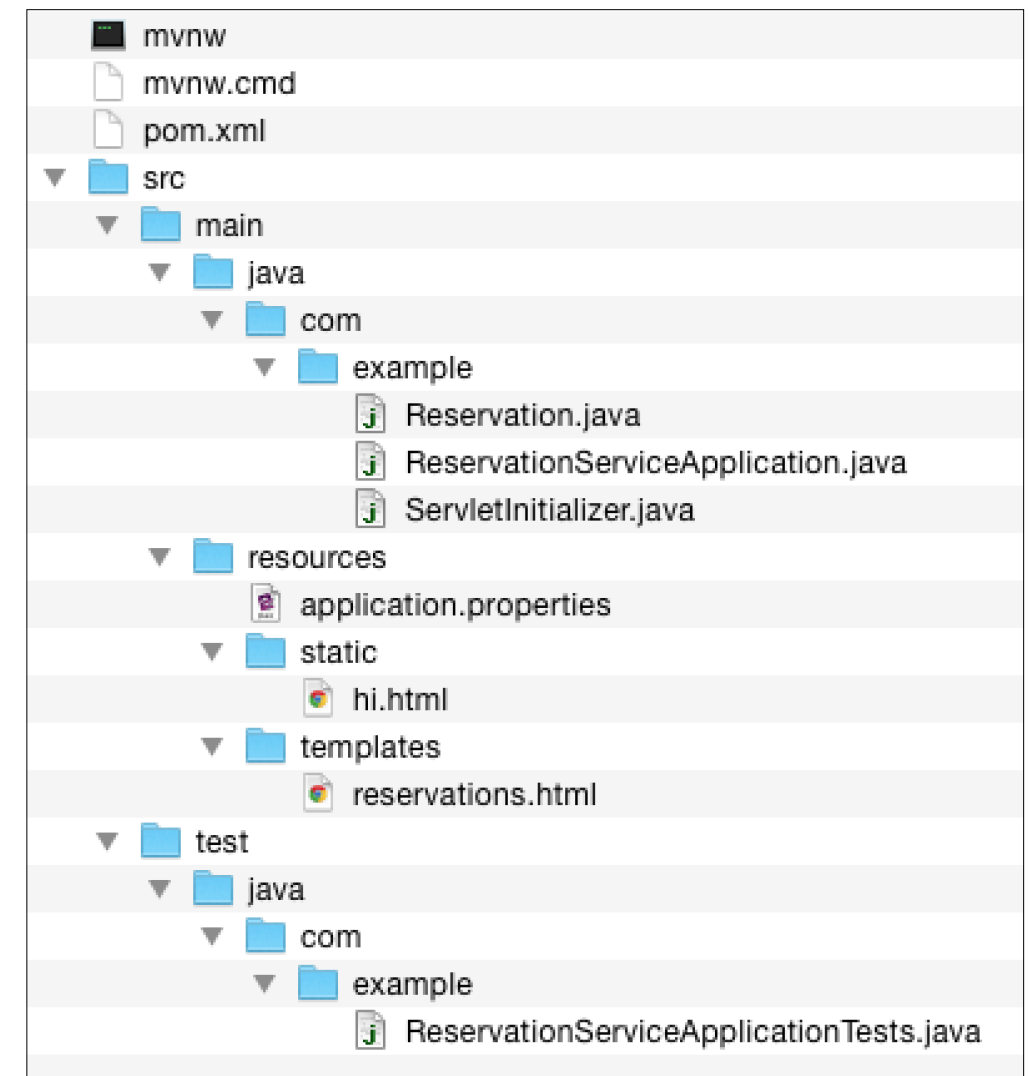 mvnw
mvnw.cmd
pom.xml
src
main
java
com
example
Reservation.java
ReservationServiceApplication.java
ServletInitializer.java
resources
application.properties
static
hi.html
templates
reservations.html
test
java
com
example
ReservationServiceApplicationTests.java